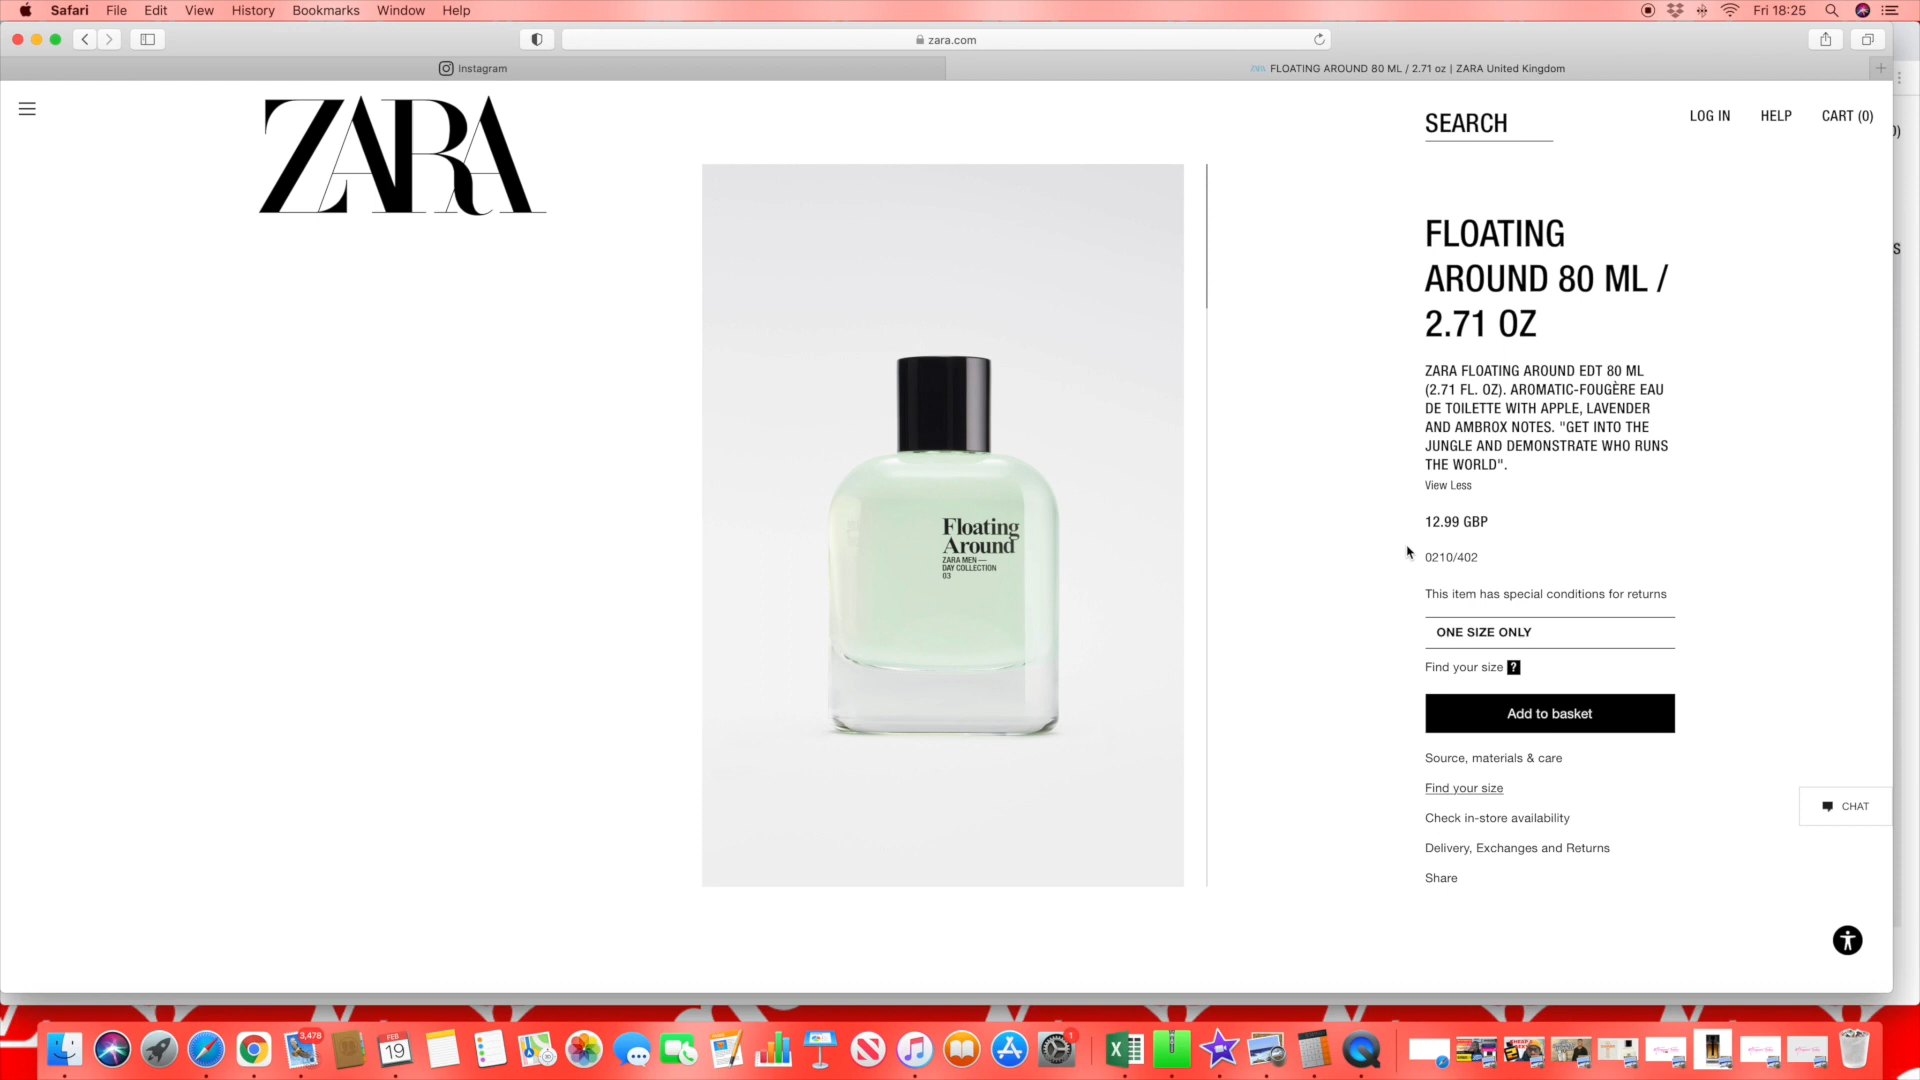 Safari File Edit View History Bookmarks Window Help
Fri 18:25
zara.com
Instagram
ZARA FLOATING AROUND 80 ML / 2.71 oz | ZARA United Kingdom
ZARA
SEARCH
LOG IN HELP CART (0)
FLOATING
AROUND 80 ML /
2.71 OZ
ZARA FLOATING AROUND EDT 80 ML
(2.71 FL. OZ). AROMATIC-FOUGÈRE EAU
DE TOILETTE WITH APPLE, LAVENDER
AND AMBROX NOTES. "GET INTO THE
JUNGLE AND DEMONSTRATE WHO RUNS
THE WORLD".
View Less
12.99 GBP
0210/402
This item has special conditions for returns
ONE SIZE ONLY
Find your size ?
Add to basket
Source, materials & care
Find your size
Check in-store availability
Delivery, Exchanges and Returns
Share
CHAT
Floating
Around
ZARA MEN —
DAY COLLECTION
03
3,478
FEB
19
1